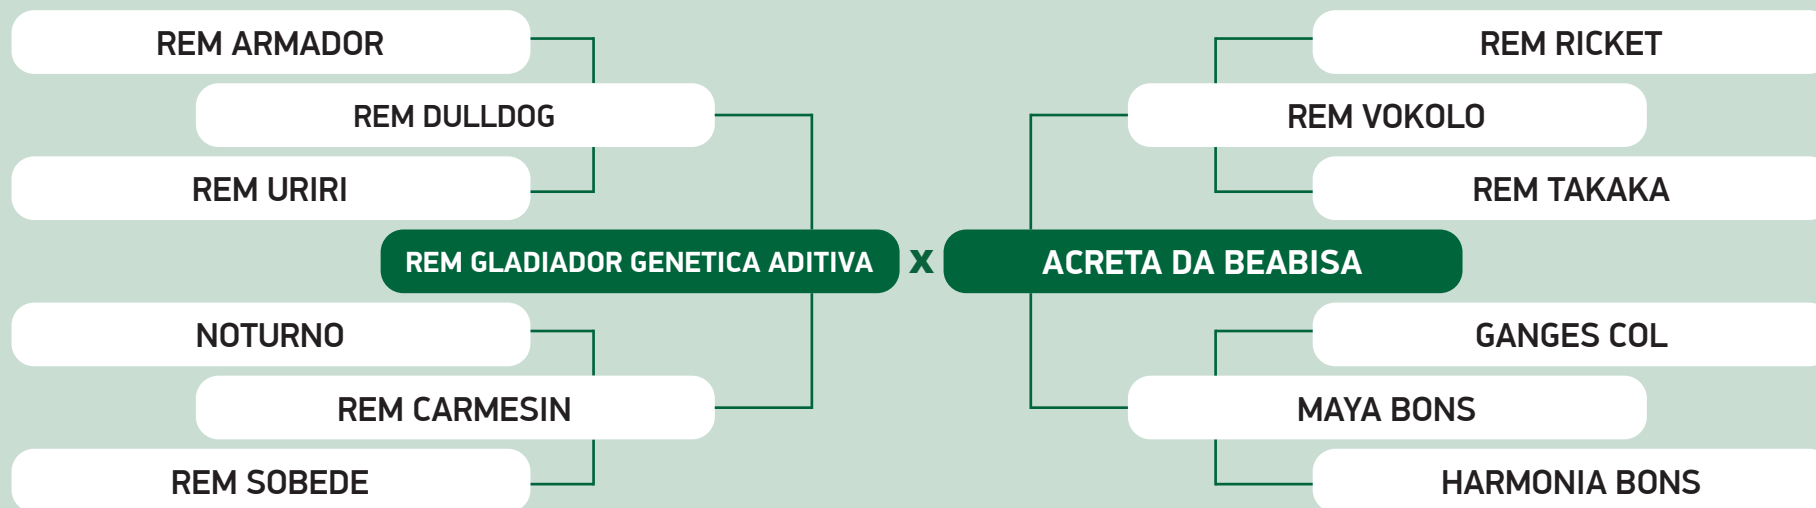 REM ARMADOR
REM RICKET
REM DULLDOG
REM VOKOLO
REM URIRI
REM TAKAKA
REM GLADIADOR GENETICA ADITIVA X ACRETA DA BEABISA
NOTURNO
GANGES COL
REM CARMESIN
MAYA BONS
REM SOBEDE
HARMONIA BONS